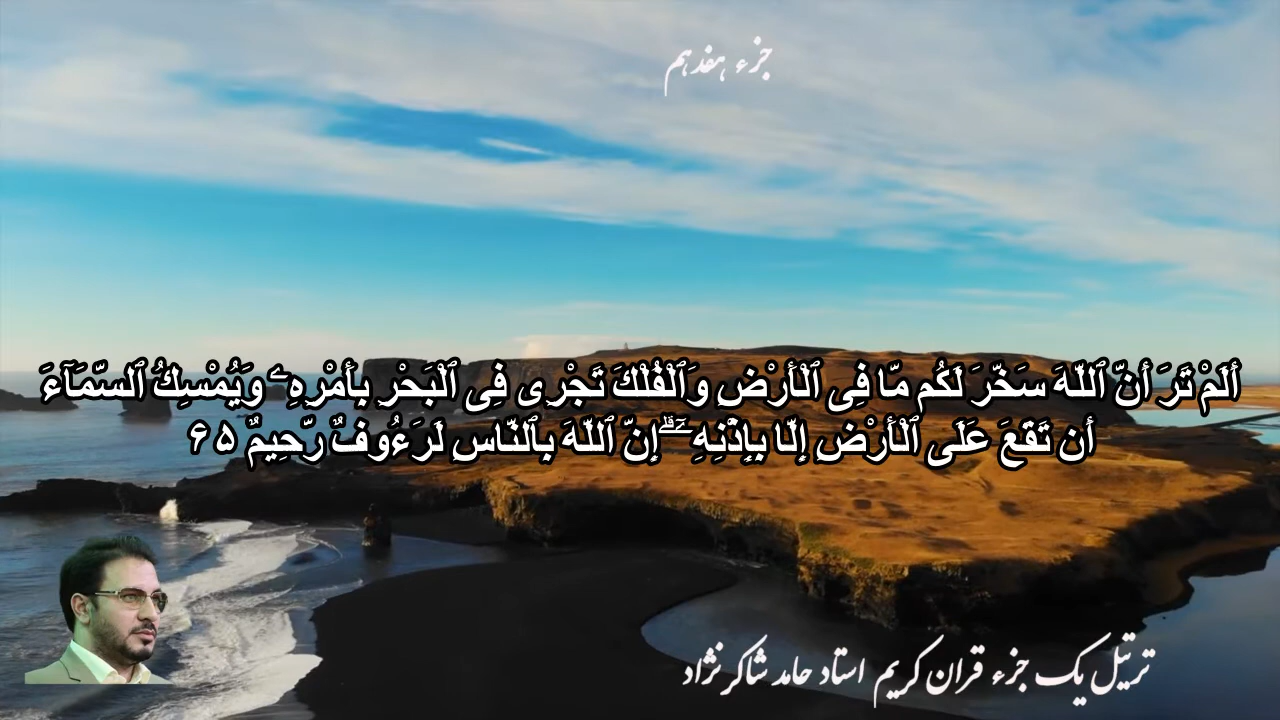 جزء هفدهم
أَلَمْ تَرَ أَنَّ ٱللَّهَ سَخَّرَ لَكُم مَّا فِى ٱلْأَرْضِ وَٱلْفُلْكَ تَجْرِى فِى ٱلْبَحْرِ بِأَمْرِهِۦ وَيُمْسِكُ ٱلسَّمَآءَ
أَن تَقَعَ عَلَى ٱلْأَرْضِ إِلَّا بِإِذْنِهِۦٓ ۗ إِنَّ ٱللَّهَ بِٱلنَّاسِ لَرَءُوفٌ رَّحِيمٌ ۶۵
ترتیل یک جزء قران کریم استاد حامد شاکرنژاد